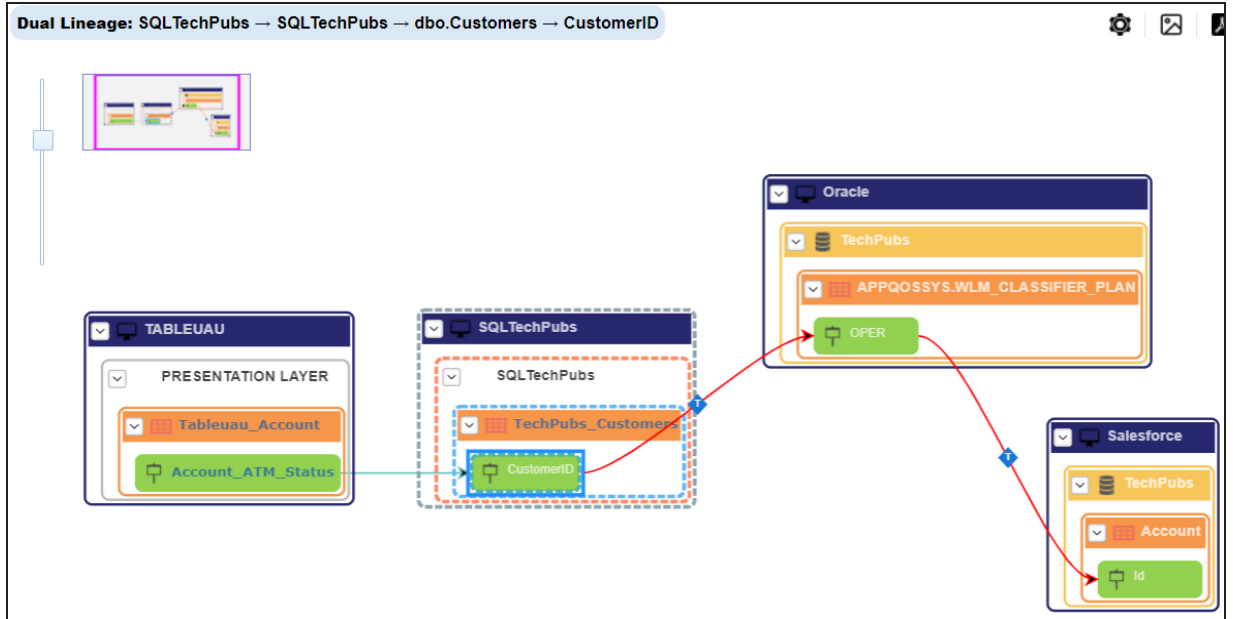 Dual Lineage: SQLTechPubs → SQLTechPubs → dbo.Customers → CustomerID
Oracle
TechPubs
APPQOSSYS.WLM_CLASSIFIER_PLAN
OPER
TABLEUAU
PRESENTATION LAYER
Tableuau_Account
Account_ATM_Status
SQLTechPubs
SQLTechPubs
TechPubs_Customers
CustomerID
T
T
Salesforce
TechPubs
Account
Id